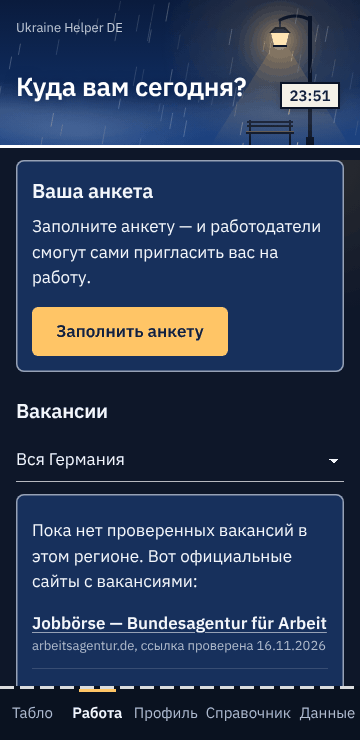 Ukraine Helper DE
Куда вам сегодня?
23:51
Ваша анкета
Заполните анкету — и работодатели
смогут сами пригласить вас на
работу.
Заполнить анкету
Вакансии
Вся Германия
Пока нет проверенных вакансий в
этом регионе. Вот официальные
сайты с вакансиями:
Jobbörse — Bundesagentur für Arbeit
arbeitsagentur.de, ссылка проверена 16.11.2026
Табло Работа Профиль Справочник Данные